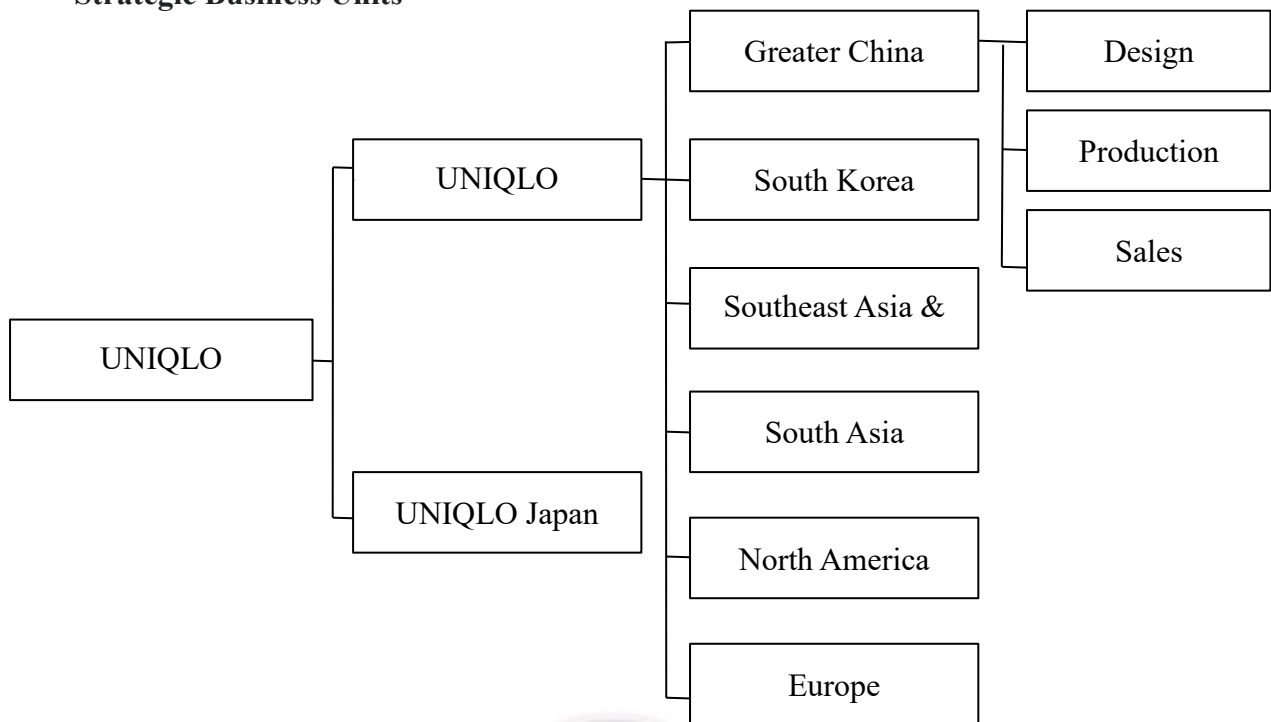 Strategic Business Units
Greater China
Design
UNIQLO
South Korea
Production
Sales
Southeast Asia &
UNIQLO
South Asia
UNIQLO Japan
North America
Europe